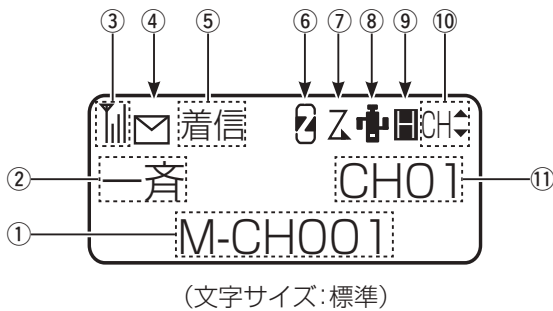 ③ ④ ⑤ ⑥ ⑦ ⑧ ⑨ ⑩
着信 CH
② 一斉 CH01 ⑪
① M-CH001
(文字サイズ:標準)